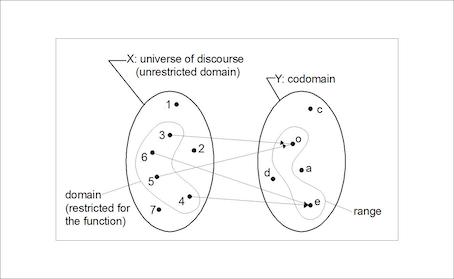 X: universe of discourse
(unrestricted domain)
Y: codomain
1
c
3
o
2
6
a
d
5
4
e
7
domain
(restricted for
the function)
range